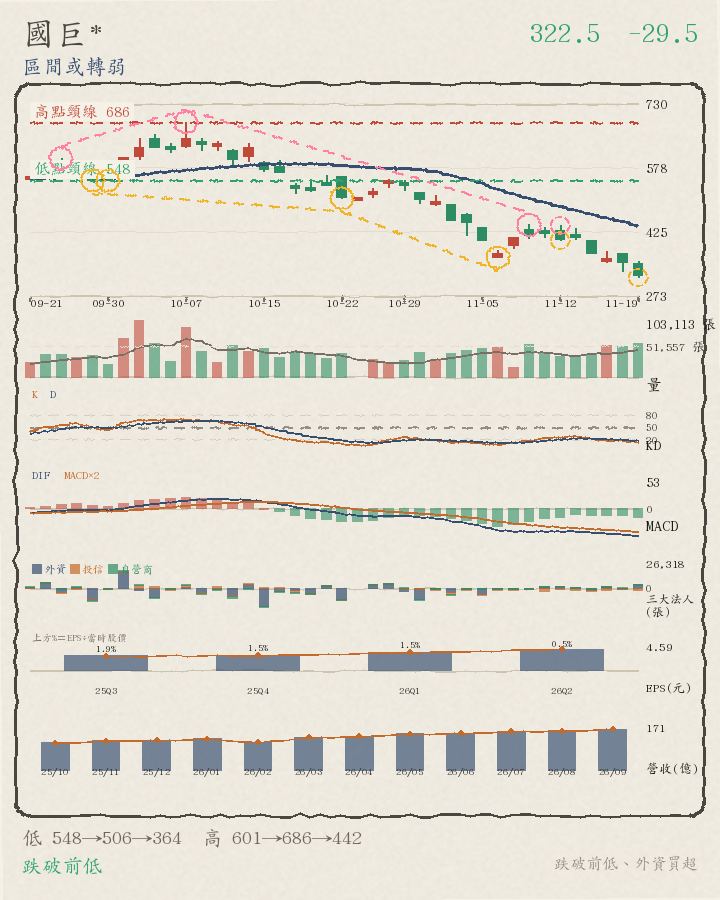 國巨*
322.5 -29.5
區間或轉弱
高點頸線 686
低點頸線 548
730
578
425
273
09-21 09-30 10-07 10-15 10-22 10-29 11-05 11-12 11-19
103,113 張
51,557 張
量
K D
80
50
20
KD
DIF MACD×2
53
0
MACD
外資 投信 自營商
26,318
0
三大法人
(張)
上方%=EPS÷當時股價
1.9% 1.5% 1.5% 0.5%
4.59
25Q3 25Q4 26Q1 26Q2
EPS(元)
171
25/10 25/11 25/12 26/01 26/02 26/03 26/04 26/05 26/06 26/07 26/08 26/09
營收(億)
低 548→506→364 高 601→686→442
跌破前低
跌破前低、外資買超